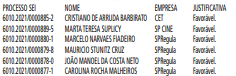 PROCESSO SEI NOME EMPRESA JUSTIFICATIVA
6010.2021/0000885-2 CRISTIANO DE ARRUDA BARBIRATO CET Favorável.
6010.2021/0000889-5 MARTA TERESA SUPLICY SP CINE Favorável.
6010.2021/0000880-1 MARCELO NARVAES FIADEIRO SPRegula Favorável.
6010.2021/0000879-8 MAURICIO STUNITZ CRUZ SPRegula Favorável.
6010.2021/0000878-0 JOÃO MANOEL DA COSTA NETO SPRegula Favorável.
6010.2021/0000877-1 CAROLINA ROCHA MALHEIROS SPRegula Favorável.